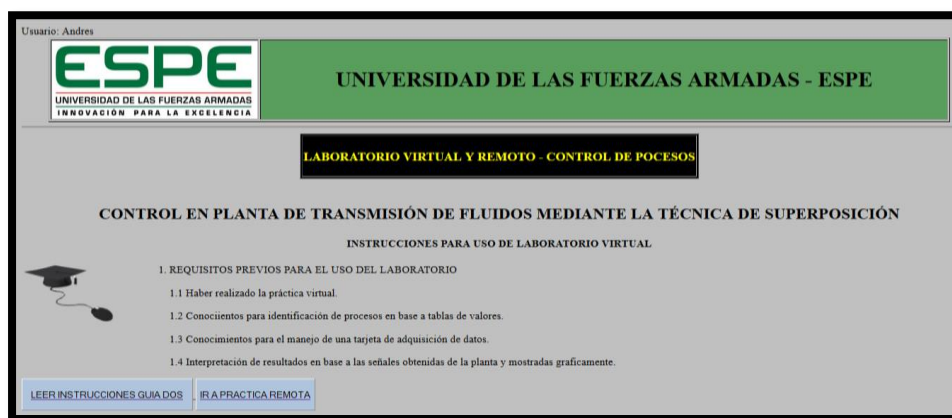 Usuario: Andres
ESPE
UNIVERSIDAD DE LAS FUERZAS ARMADAS
INNOVACIÓN PARA LA EXCELENCIA
UNIVERSIDAD DE LAS FUERZAS ARMADAS - ESPE
LABORATORIO VIRTUAL Y REMOTO - CONTROL DE POCESOS
CONTROL EN PLANTA DE TRANSMISIÓN DE FLUIDOS MEDIANTE LA TÉCNICA DE SUPERPOSICIÓN
INSTRUCCIONES PARA USO DE LABORATORIO VIRTUAL
1. REQUISITOS PREVIOS PARA EL USO DEL LABORATORIO
1.1 Haber realizado la práctica virtual.
1.2 Conociientos para identificación de procesos en base a tablas de valores.
1.3 Conocimientos para el manejo de una tarjeta de adquisición de datos.
1.4 Interpretación de resultados en base a las señales obtenidas de la planta y mostradas graficamente.
LEER INSTRUCCIONES GUIA DOS IR A PRACTICA REMOTA